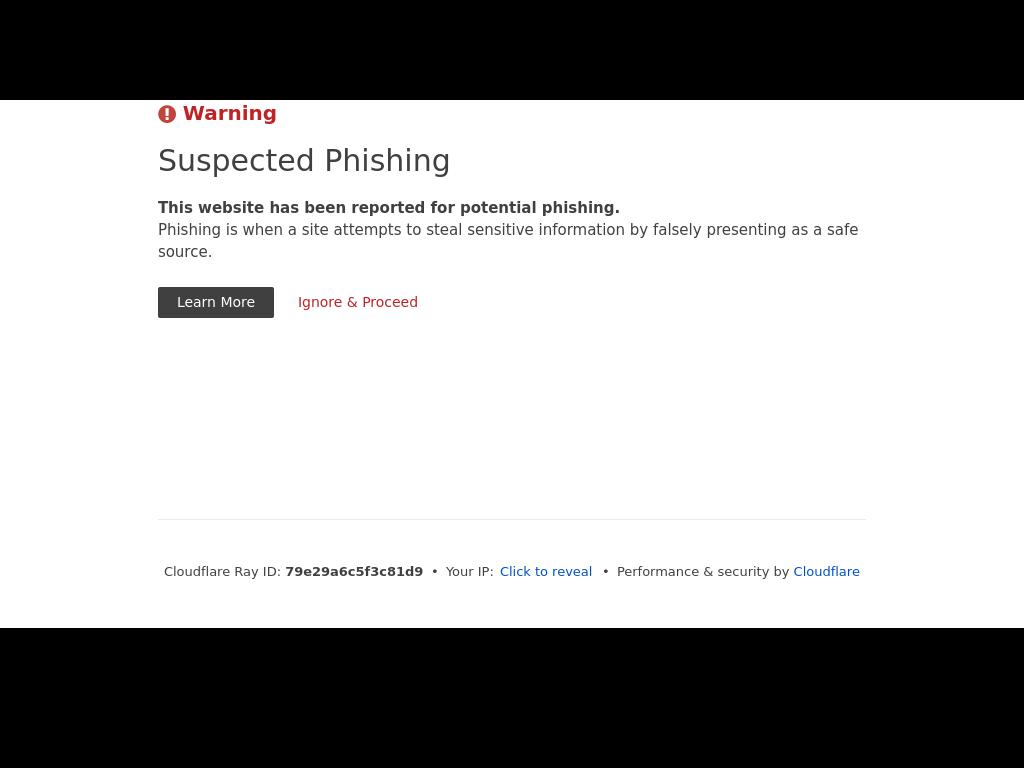 Warning
Suspected Phishing
This website has been reported for potential phishing.
Phishing is when a site attempts to steal sensitive information by falsely presenting as a safe
source.
Learn More Ignore & Proceed
Cloudflare Ray ID: 79e29a6c5f3c81d9 • Your IP: Click to reveal • Performance & security by Cloudflare